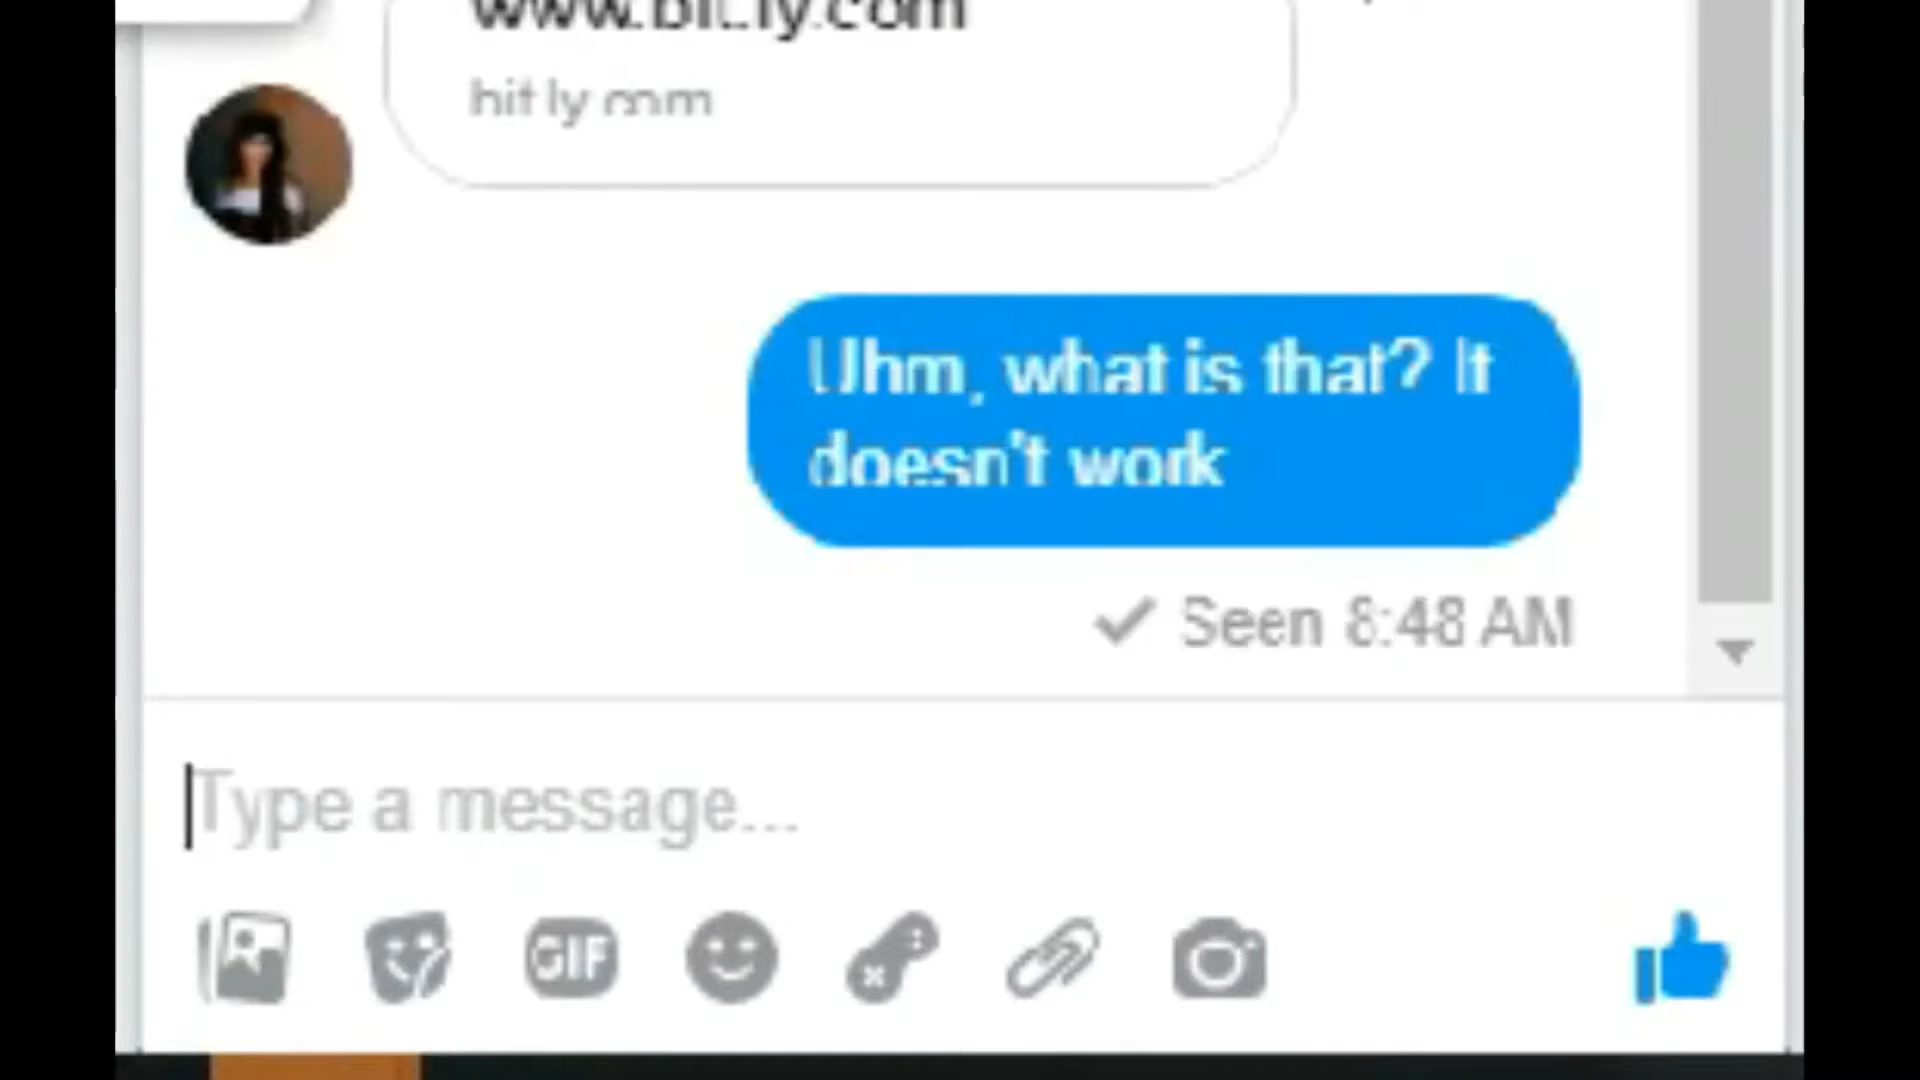 www.bit.ly.com
bit.ly.com
Uhm, what is that? It
doesn't work
Seen 8:48 AM
Type a message...
GIF